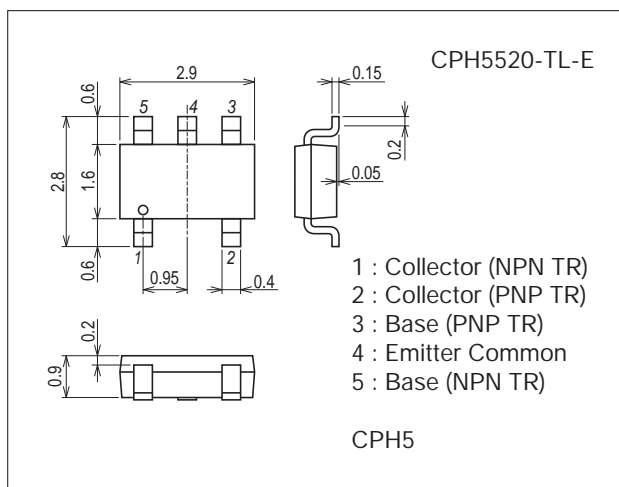 CPH5520-TL-E
2.9
0.15
0.6
5
4
3
0.2
2.8
1.6
0.05
0.6
1
2
0.95
0.4
1 : Collector (NPN TR)
2 : Collector (PNP TR)
3 : Base (PNP TR)
4 : Emitter Common
5 : Base (NPN TR)
0.2
0.9
CPH5